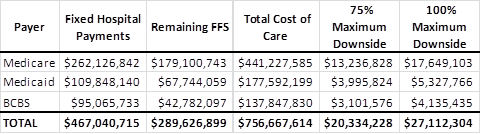 Payer Fixed Hospital Payments Remaining FFS Total Cost of Care 75% Maximum Downside 100% Maximum Downside
Medicare $262,126,842 $179,100,743 $441,227,585 $13,236,828 $17,649,103
Medicaid $109,848,140 $67,744,059 $177,592,199 $3,995,824 $5,327,766
BCBS $95,065,733 $42,782,097 $137,847,830 $3,101,576 $4,135,435
TOTAL $467,040,715 $289,626,899 $756,667,614 $20,334,228 $27,112,304